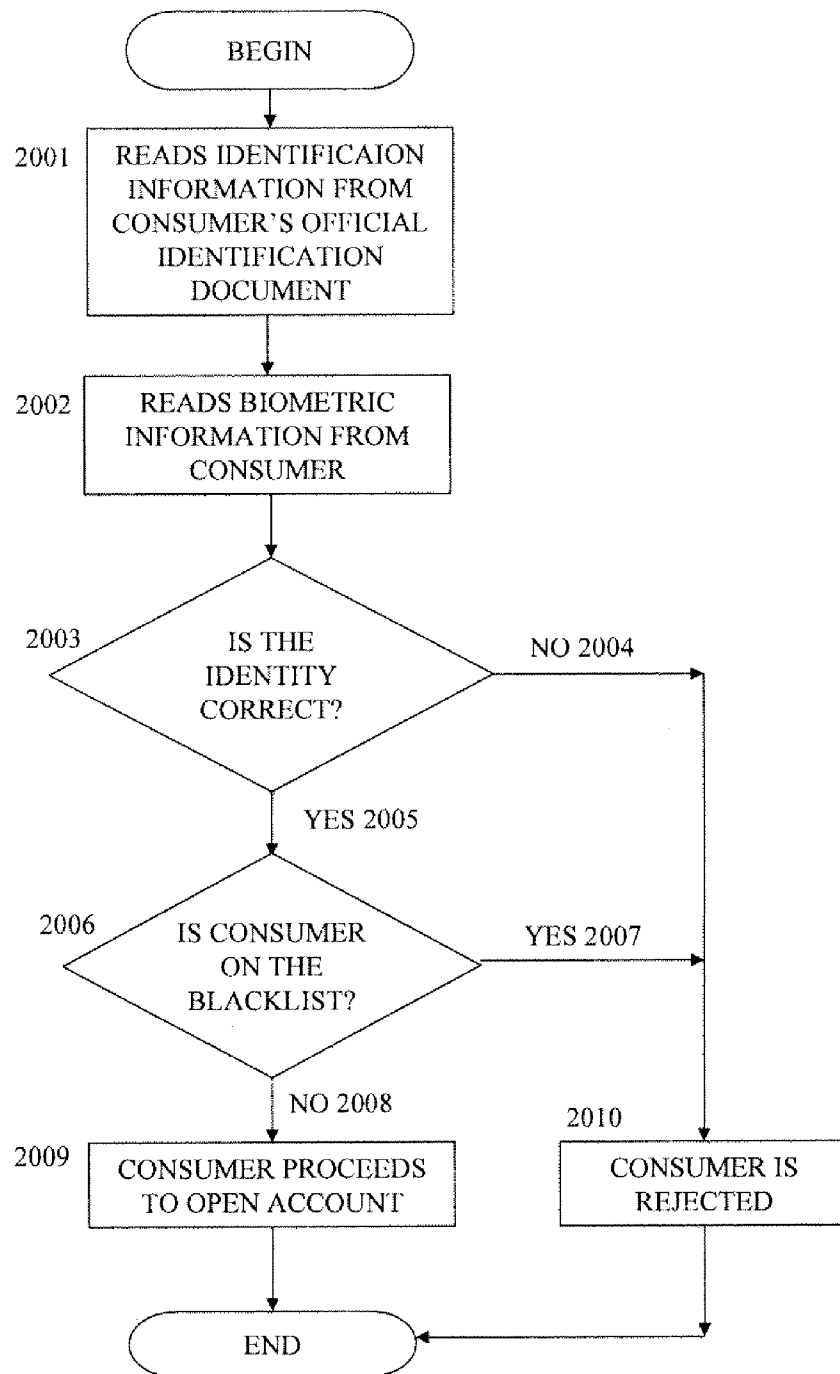 BEGIN
2001
READS IDENTIFICAION
INFORMATION FROM
CONSUMER'S OFFICIAL
IDENTIFICATION
DOCUMENT
2002
READS BIOMETRIC
INFORMATION FROM
CONSUMER
2003
IS THE
IDENTITY
CORRECT?
NO 2004
YES 2005
2006
IS CONSUMER
ON THE
BLACKLIST?
YES 2007
NO 2008
2009
CONSUMER PROCEEDS
TO OPEN ACCOUNT
2010
CONSUMER IS
REJECTED
END